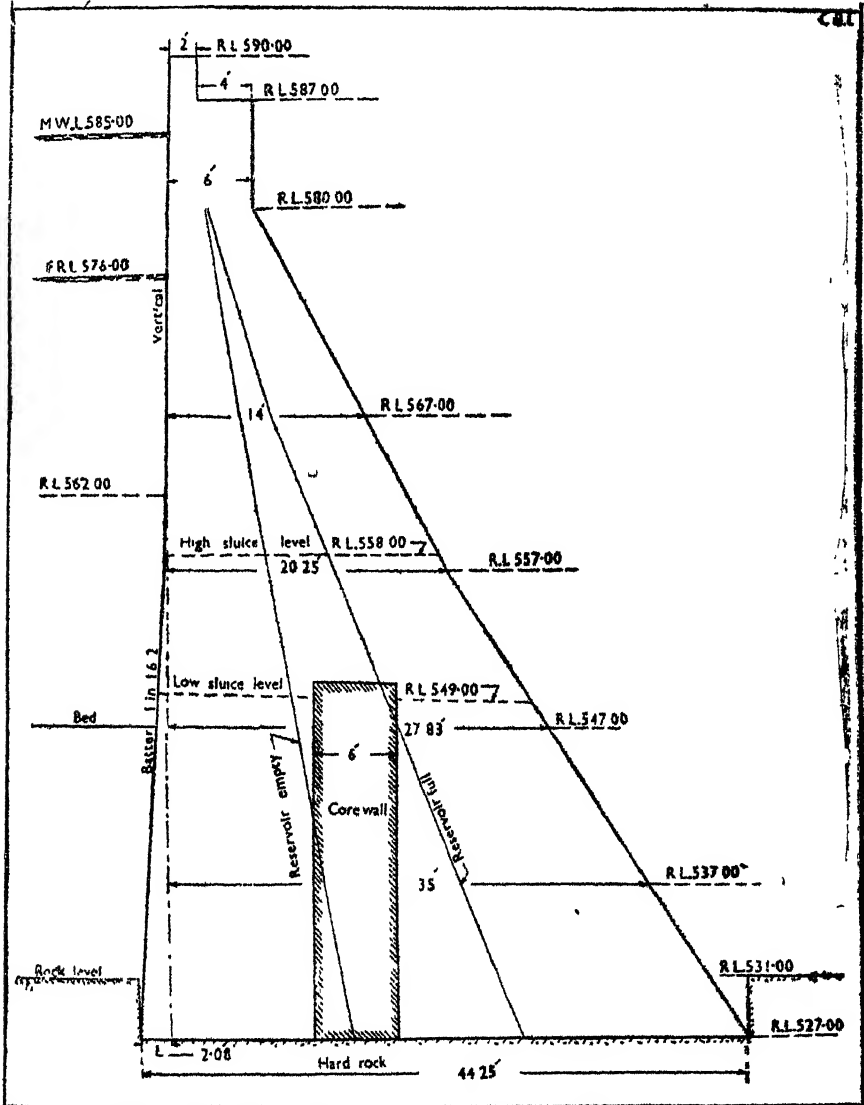 2' R L 590·00
4' R L 587 00
M W.L 585·00
6'
R L. 580 00
F R L 576·00
Vertical
14' R L 567·00
R L 562 00
High sluice level R L. 558 00
20 25' R.L 557·00
Batter 1 in 16 2
Low sluice level R L 549·00
Bed 27 83' R L. 547 00
6'
Reservoir empty
Core wall
Reservoir full
35' R L 537 00
Rock level R L. 531·00
R.L. 527·00
2·08
Hard rock
44 25'